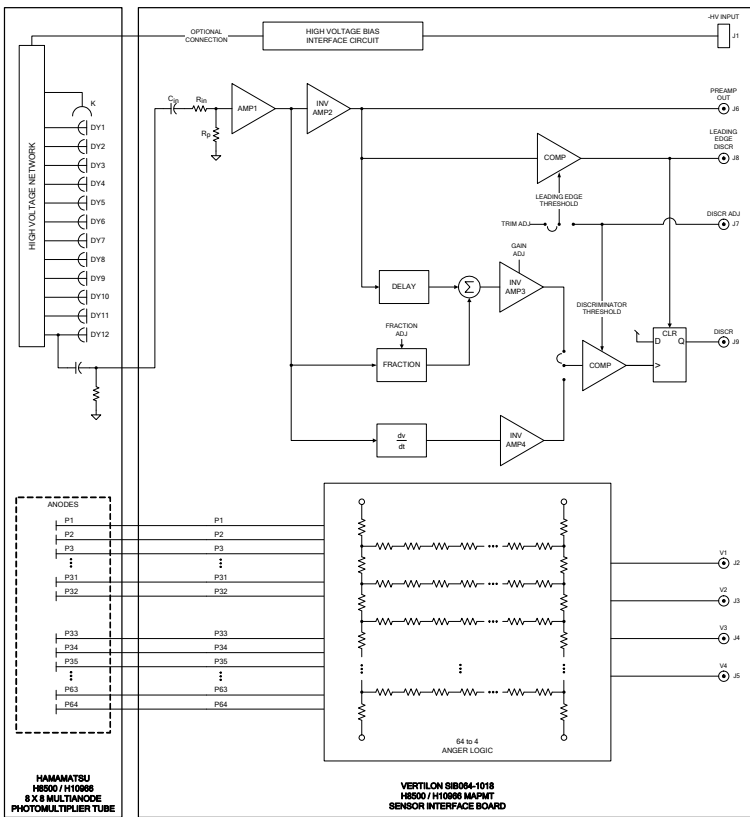 -HV INPUT
OPTIONAL
CONNECTION
HIGH VOLTAGE BIAS
INTERFACE CIRCUIT
J1
HIGH VOLTAGE NETWORK
K
DY1
DY2
DY3
DY4
DY5
DY6
DY7
DY8
DY9
DY10
DY11
DY12
Cin
Rin
Rp
AMP1
INV
AMP2
PREAMP
OUT
J6
LEADING
EDGE
DISCR
J8
COMP
LEADING EDGE
THRESHOLD
TRIM ADJ
DISCR ADJ
J7
GAIN
ADJ
DELAY
Σ
INV
AMP3
FRACTION
ADJ
FRACTION
DISCRIMINATOR
THRESHOLD
COMP
CLR
D Q
>
DISCR
J9
dv
dt
INV
AMP4
ANODES
P1 P1
P2 P2
P3 P3
P31 P31
P32 P32
P33 P33
P34 P34
P35 P35
P63 P63
P64 P64
V1
J2
V2
J3
V3
J4
V4
J5
64 to 4
ANGER LOGIC
HAMAMATSU
H8500 / H10966
8 X 8 MULTIANODE
PHOTOMULTIPLIER TUBE
VERTILON SIB064-1018
H8500 / H10966 MAPMT
SENSOR INTERFACE BOARD